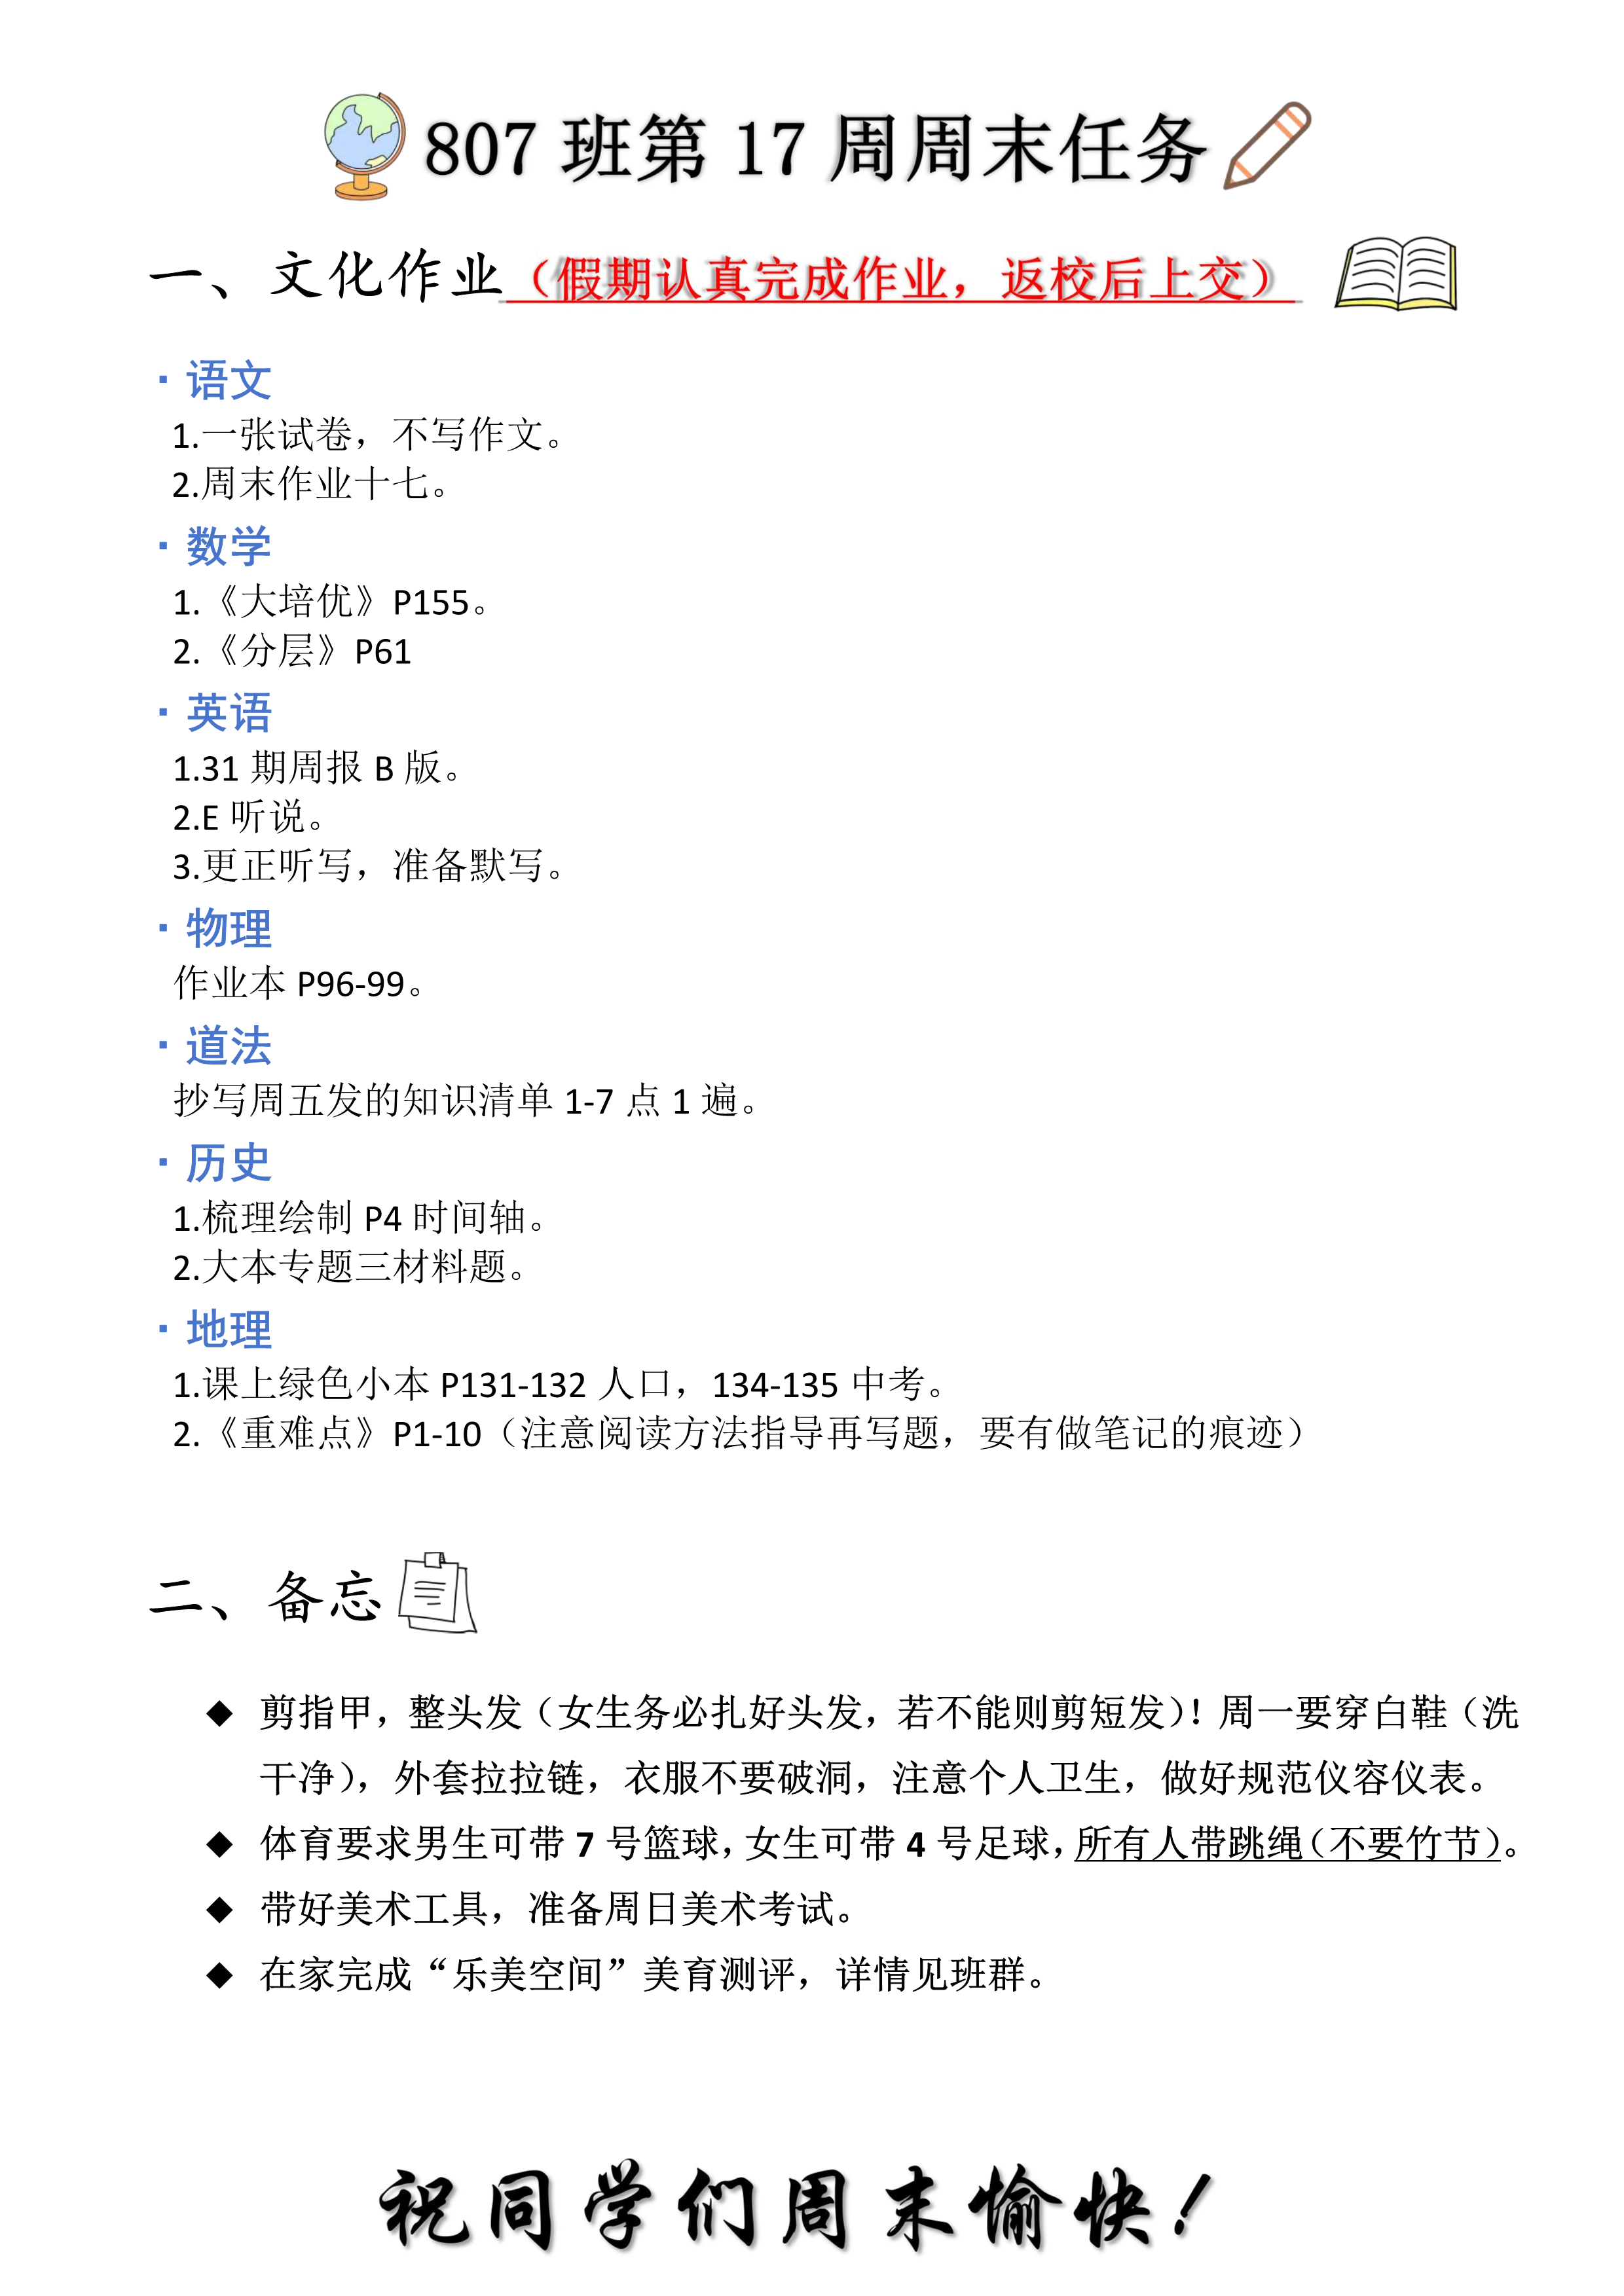 807 班第 17 周周末任务
一、文化作业（假期认真完成作业，返校后上交）
· 语文
1.一张试卷，不写作文。
2.周末作业十七。
· 数学
1.《大培优》P155。
2.《分层》P61
· 英语
1.31 期周报 B 版。
2.E 听说。
3.更正听写，准备默写。
· 物理
作业本 P96-99。
· 道法
抄写周五发的知识清单 1-7 点 1 遍。
· 历史
1.梳理绘制 P4 时间轴。
2.大本专题三材料题。
· 地理
1.课上绿色小本 P131-132 人口，134-135 中考。
2.《重难点》P1-10（注意阅读方法指导再写题，要有做笔记的痕迹）
二、备忘
◆ 剪指甲，整头发（女生务必扎好头发，若不能则剪短发）！周一要穿白鞋（洗
干净），外套拉拉链，衣服不要破洞，注意个人卫生，做好规范仪容仪表。
◆ 体育要求男生可带 7 号篮球，女生可带 4 号足球，所有人带跳绳（不要竹节）。
◆ 带好美术工具，准备周日美术考试。
◆ 在家完成“乐美空间”美育测评，详情见班群。
祝同学们周末愉快！